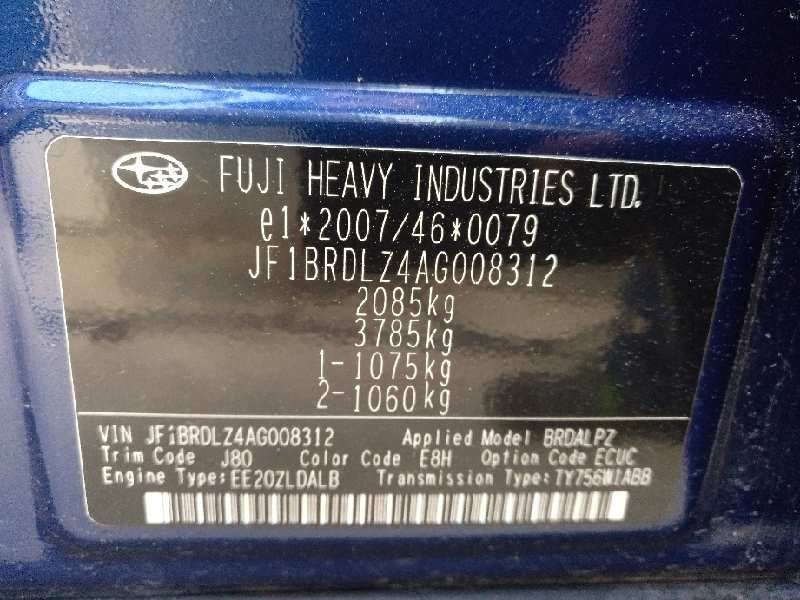 FUJI HEAVY INDUSTRIES LTD.
e1*2007/46*0079
JF1BRDLZ4AG008312
2085kg
3785kg
1-1075kg
2-1060kg
VIN JF1BRDLZ4AG008312 Applied Model BRDALPZ
Trim Code J80 Color Code E8H Option Code ECUC
Engine Type:EE20ZLDALB Transmission Type:TY756W1ABB